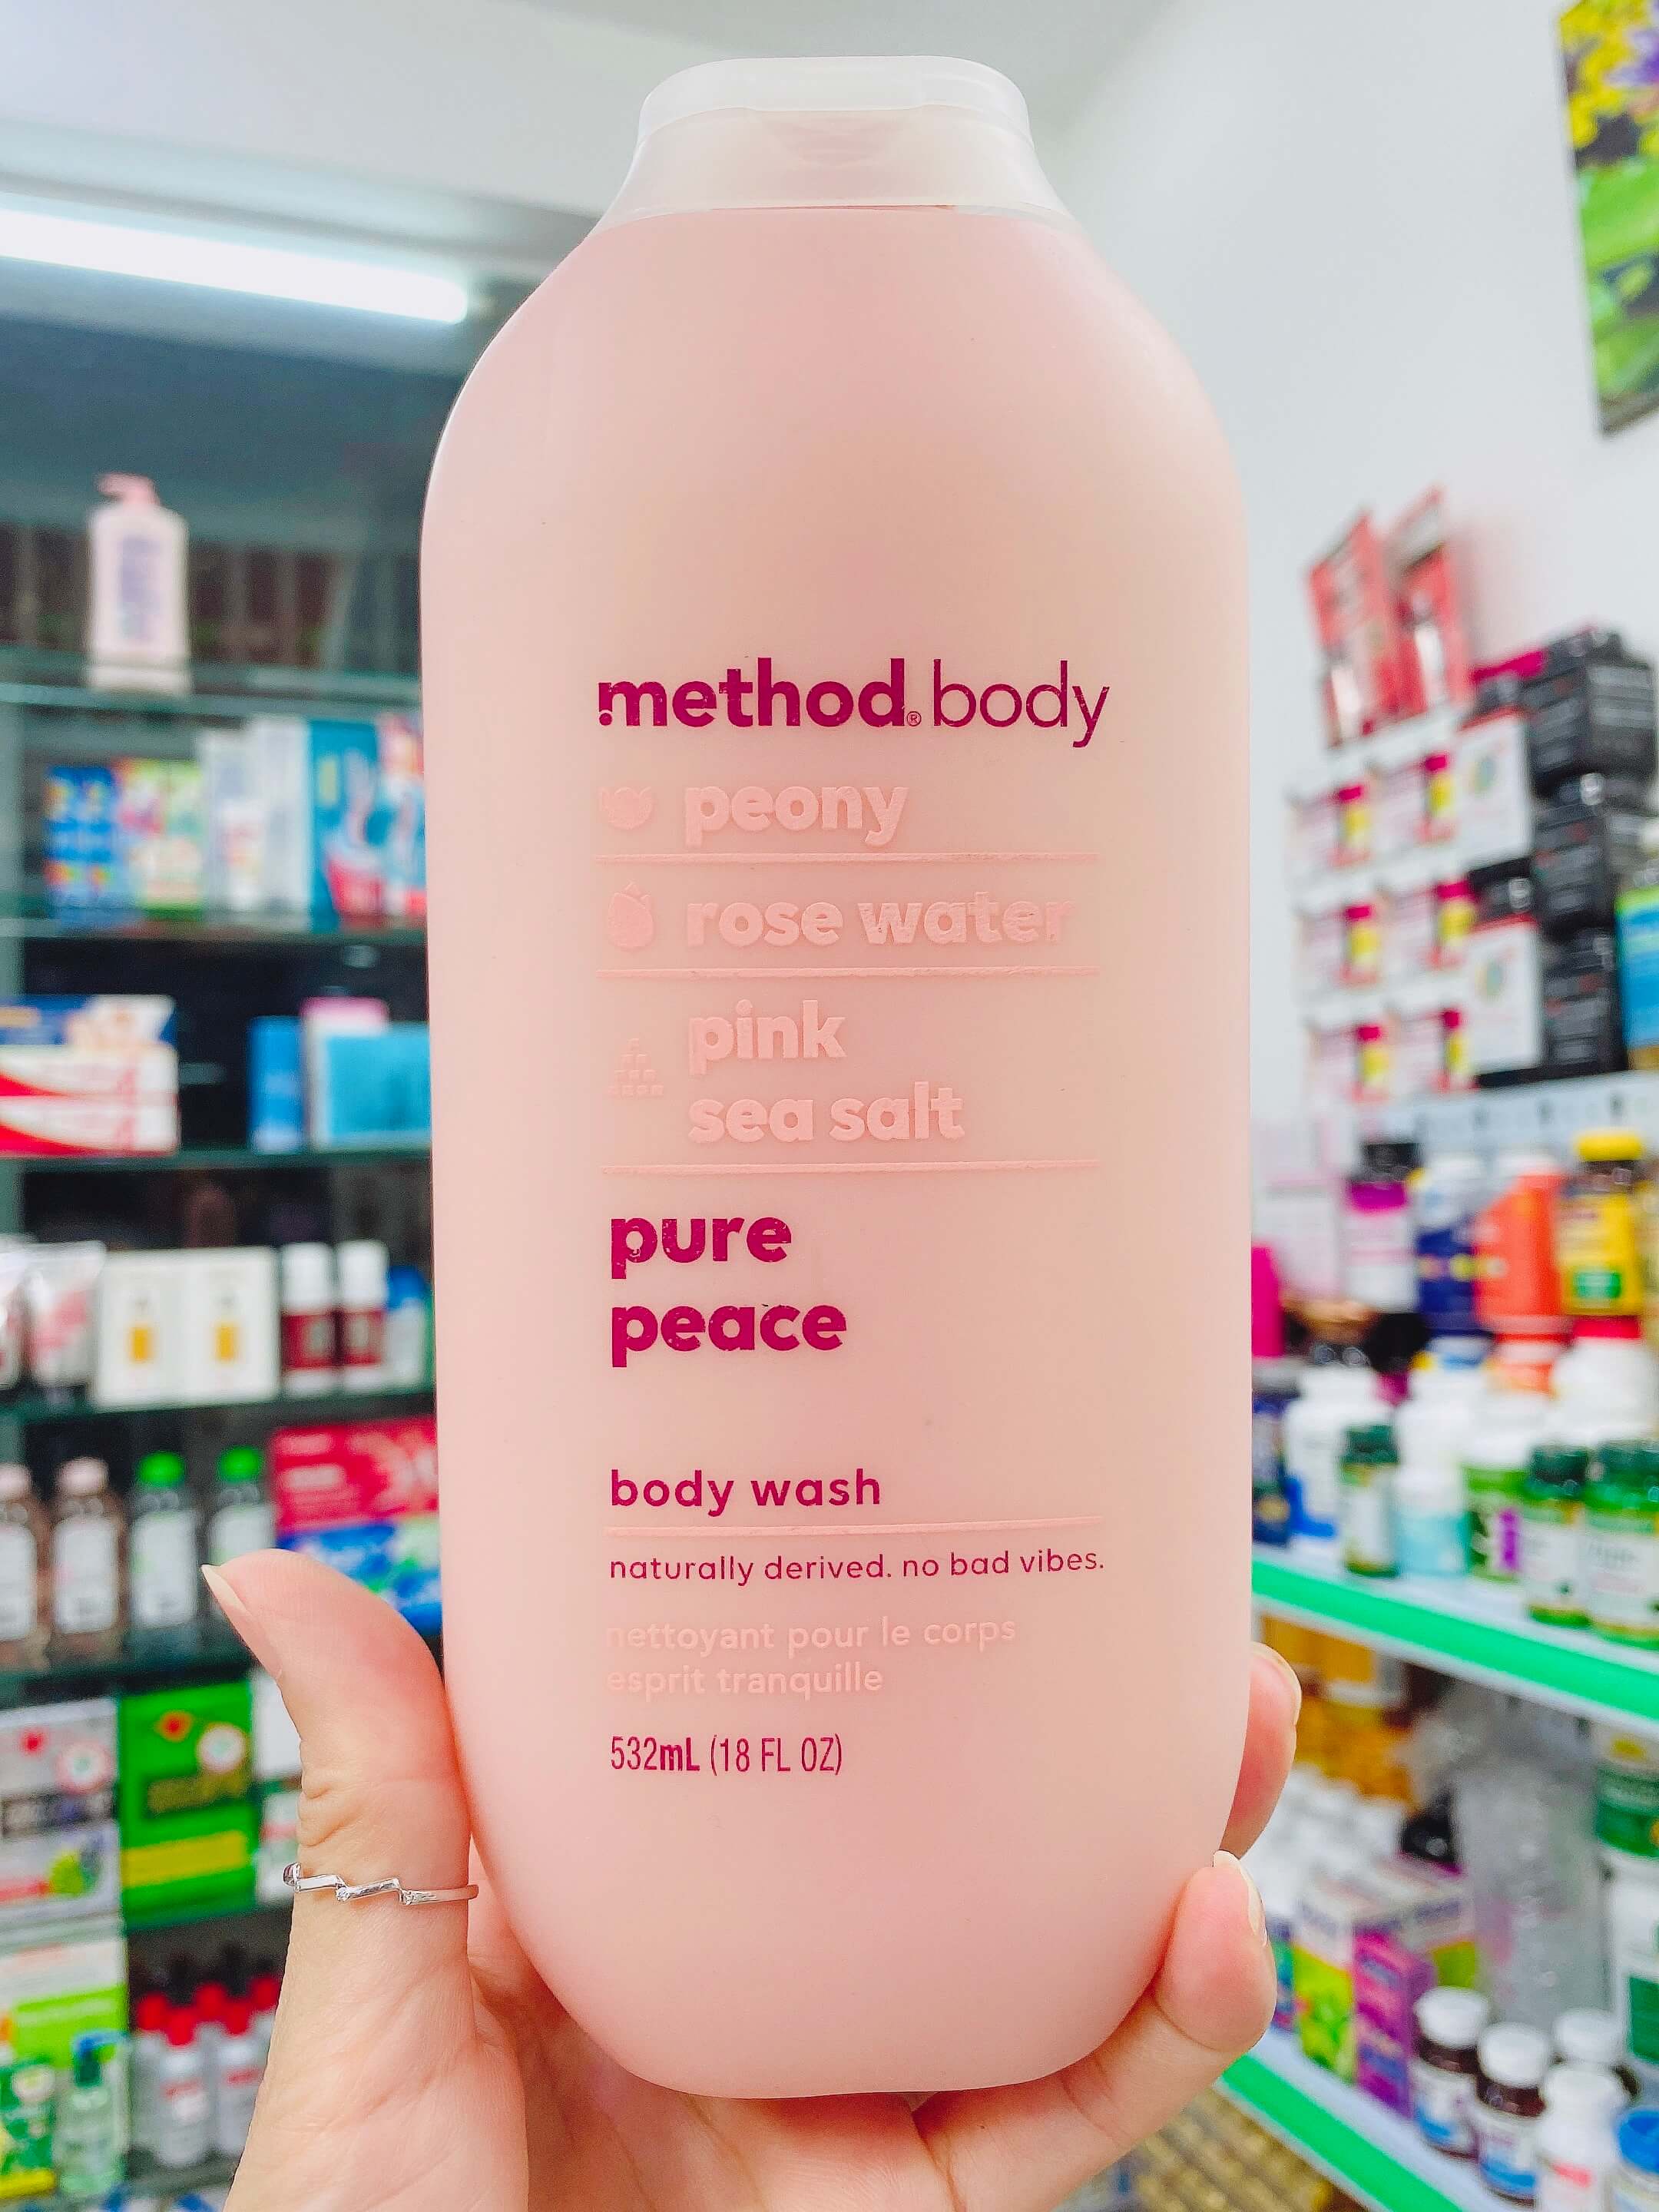 method® body
peony
rose water
pink
sea salt
pure
peace
body wash
naturally derived. no bad vibes.
nettoyant pour le corps
esprit tranquille
532mL (18 FL OZ)